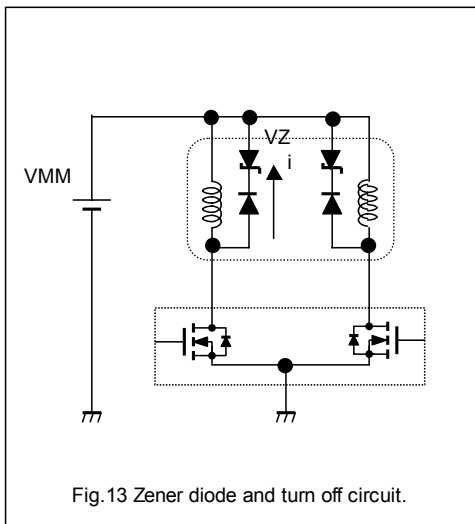 VZ
i
VMM
Fig.13 Zener diode and turn off circuit.